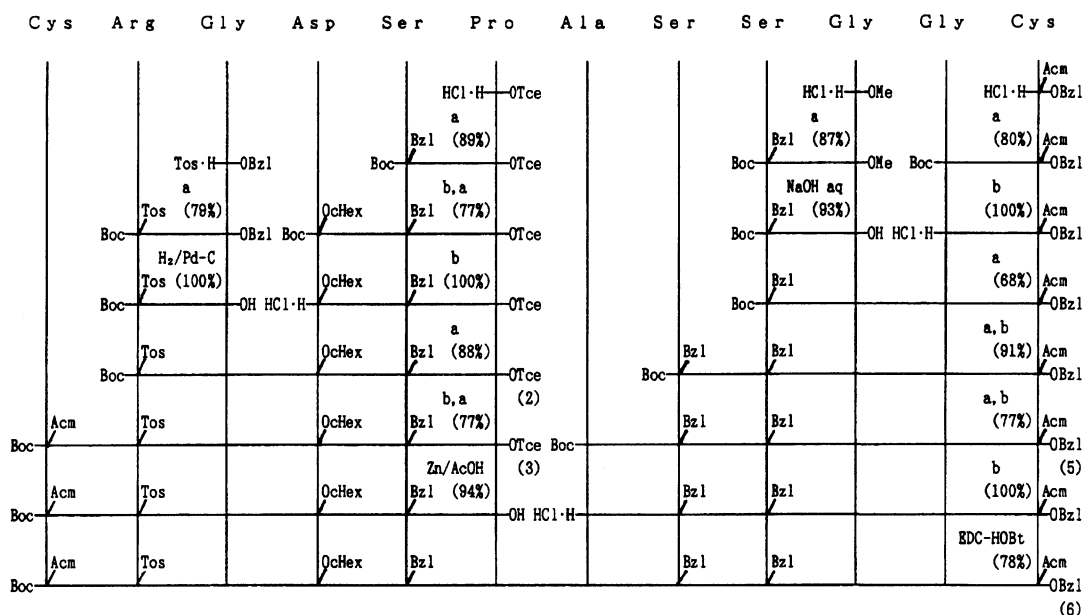 Cys Arg Gly Asp Ser Pro Ala Ser Ser Gly Gly Cys
Acm
HCl·H OTce HCl·H OMe HCl·H OBzl
a a a
Bzl (89%) Bzl (87%) (80%) Acm
Tos·H OBzl Boc OTce Boc OMe Boc OBzl
a b,a NaOH aq b
Tos (79%) OcHex Bzl (77%) Bzl (93%) (100%) Acm
Boc OBzl Boc OTce Boc OH HCl·H OBzl
H₂/Pd-C b a
Tos (100%) OcHex Bzl (100%) Bzl (68%) Acm
Boc OH HCl·H OTce Boc OBzl
a a,b
Tos OcHex Bzl (88%) Bzl Bzl (91%) Acm
Boc OTce Boc OBzl
(2)
b,a a,b
Acm Tos OcHex Bzl (77%) Bzl Bzl (77%) Acm
Boc OTce Boc OBzl
(3) (5)
Zn/AcOH b
Acm Tos OcHex Bzl (94%) Bzl Bzl (100%) Acm
Boc OH HCl·H OBzl
EDC-HOBt
Acm Tos OcHex Bzl Bzl Bzl (78%) Acm
Boc OBzl
(6)